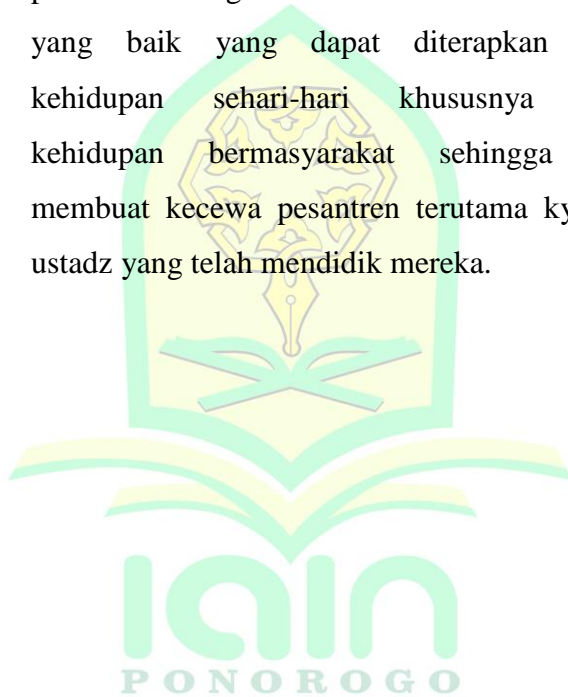 yang baik yang dapat diterapkan
kehidupan sehari-hari khususnya
kehidupan bermasyarakat sehingga
membuat kecewa pesantren terutama
ustadz yang telah mendidik mereka.
iain
PONOROGO